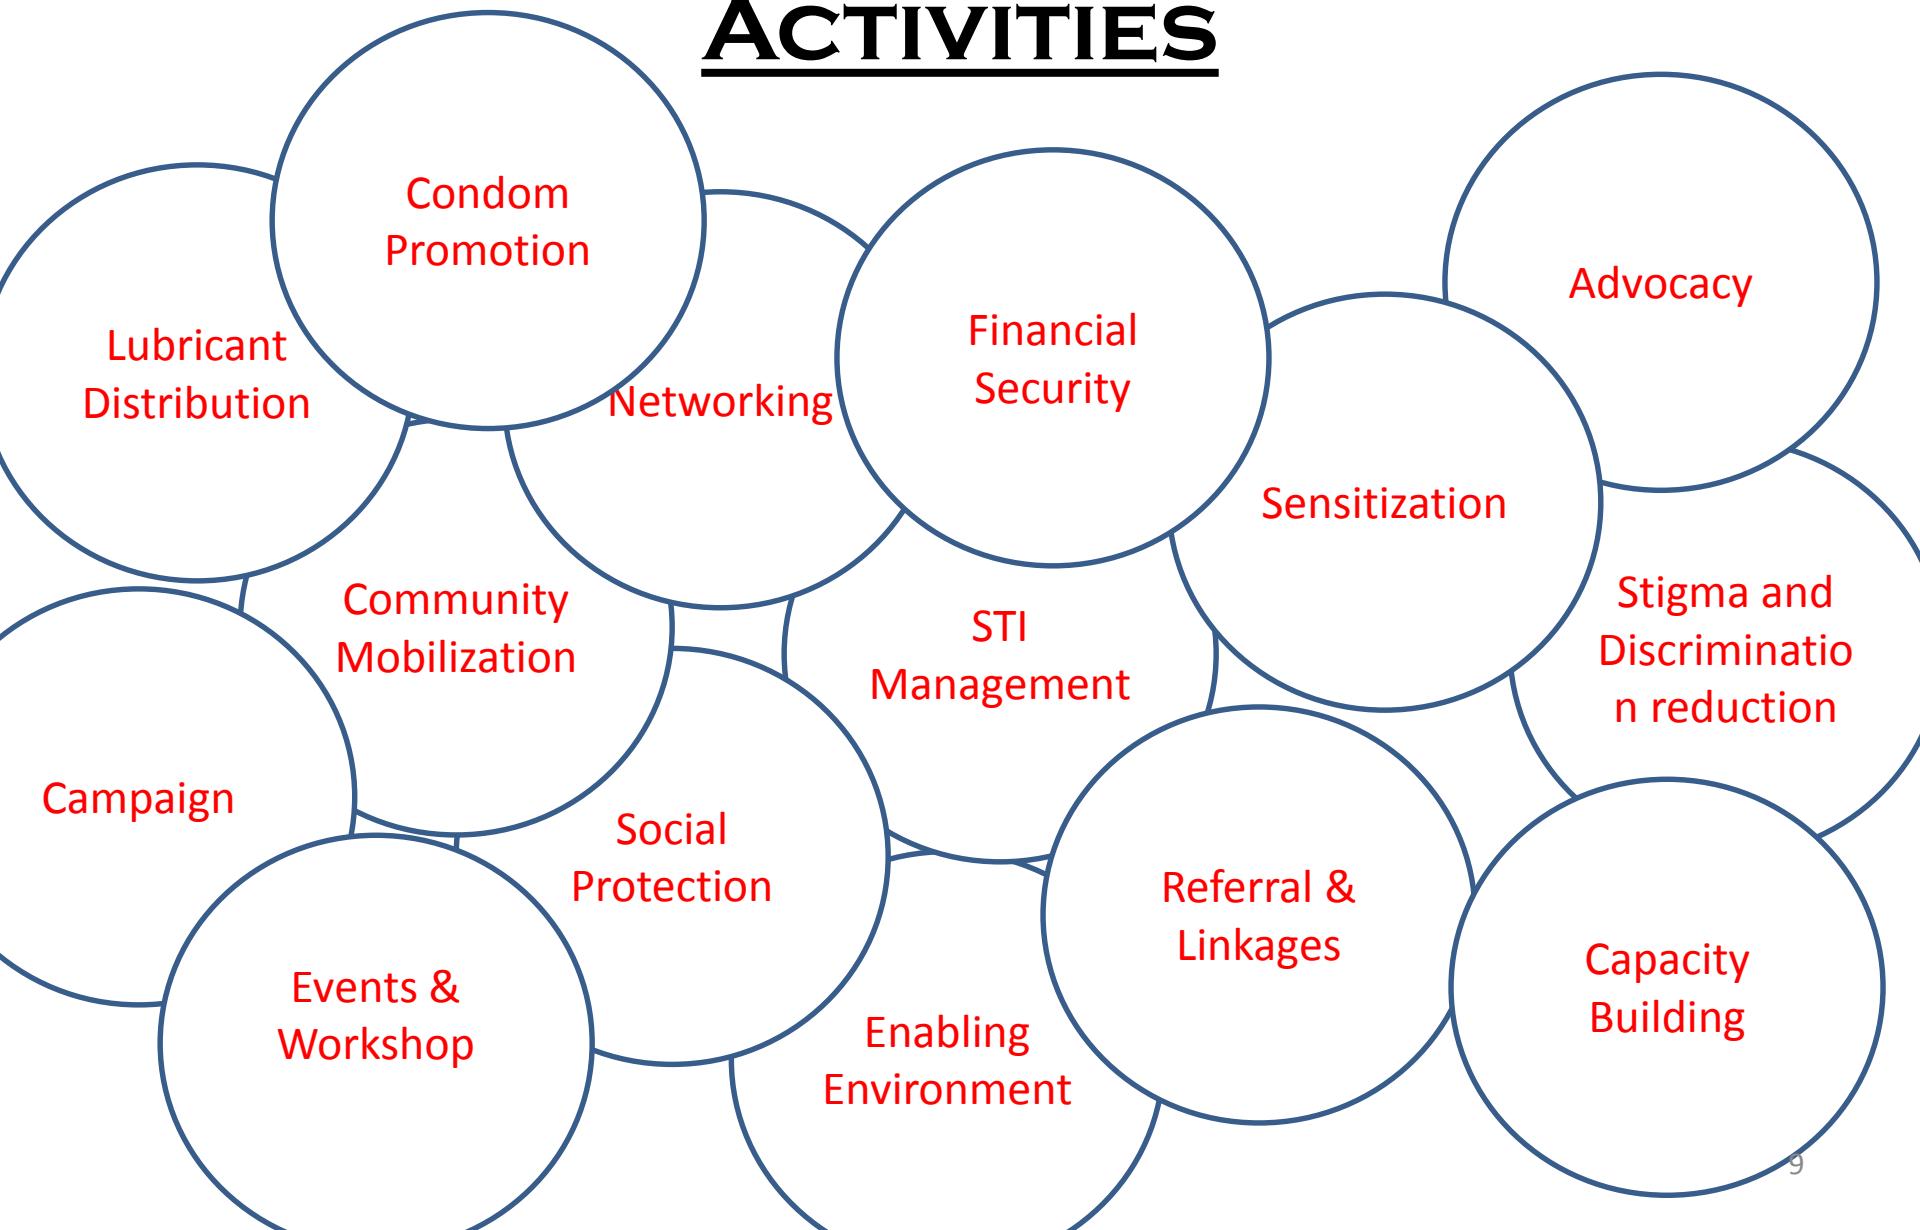 ACTIVITIES
Condom
Promotion
Lubricant
Distribution
Networking
Financial
Security
Advocacy
Sensitization
Community
Mobilization
STI
Management
Stigma and
Discriminatio
n reduction
Campaign
Social
Protection
Referral &
Linkages
Events &
Workshop
Enabling
Environment
Capacity
Building
9